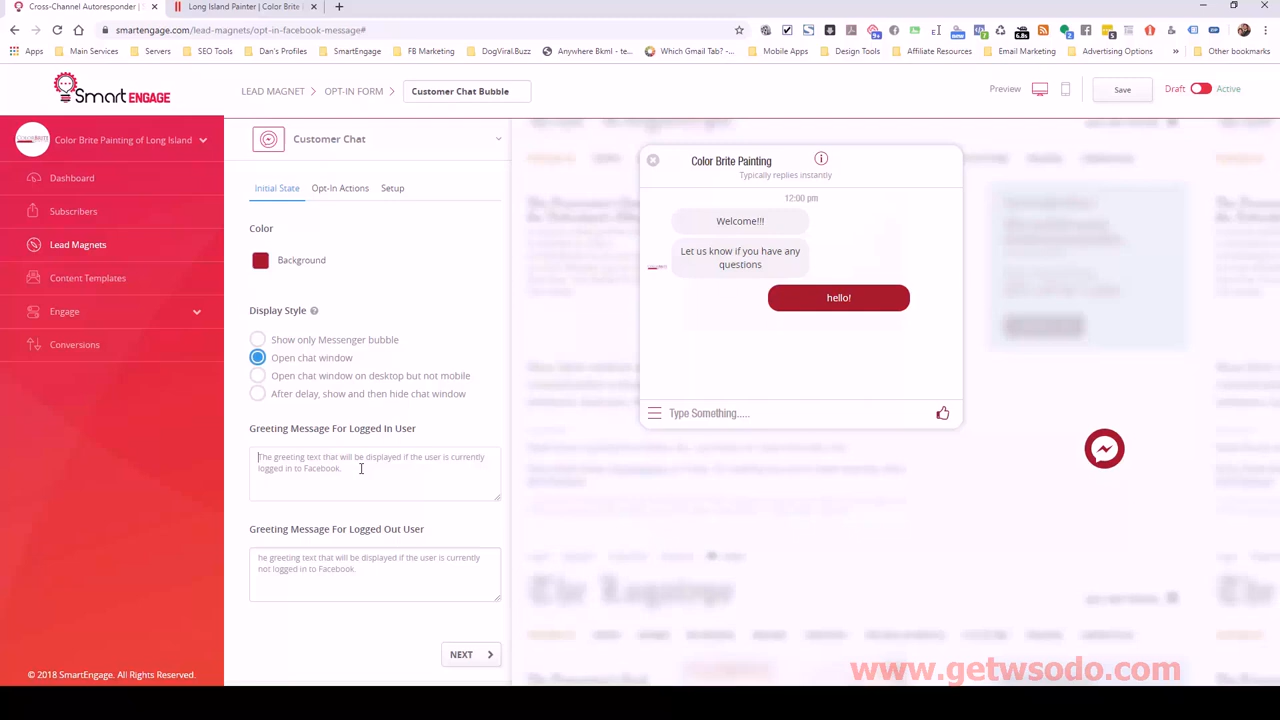 Cross-Channel Autoresponder | S
Long Island Painter | Color Brite
smartengage.com/lead-magnets/opt-in-facebook-message#
Apps Main Services Servers SEO Tools Dan's Profiles SmartEngage FB Marketing DogViral.Buzz Anywhere Bkml - te... Which Gmail Tab? -... Mobile Apps Design Tools Affiliate Resources Email Marketing Advertising Options Other bookmarks
Smart ENGAGE
LEAD MAGNET > OPT-IN FORM > Customer Chat Bubble
Preview Save Draft Active
Color Brite Painting of Long Island
Dashboard
Subscribers
Lead Magnets
Content Templates
Engage
Conversions
© 2018 SmartEngage. All Rights Reserved.
Customer Chat
Initial State Opt-In Actions Setup
Color
Background
Display Style
Show only Messenger bubble
Open chat window
Open chat window on desktop but not mobile
After delay, show and then hide chat window
Greeting Message For Logged In User
The greeting text that will be displayed if the user is currently
logged in to Facebook.
Greeting Message For Logged Out User
he greeting text that will be displayed if the user is currently
not logged in to Facebook.
NEXT
Color Brite Painting
Typically replies instantly
12:00 pm
Welcome!!!
Let us know if you have any
questions
hello!
Type Something.....
www.getwsodo.com